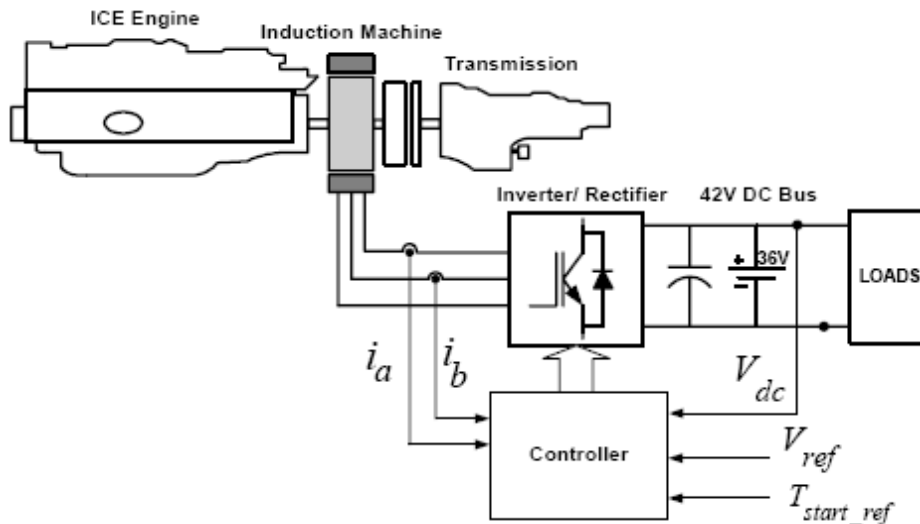 ICE Engine
Induction Machine
Transmission
Inverter/ Rectifier
42V DC Bus
36V
LOADS
i_a
i_b
V_dc
Controller
V_ref
T_start_ref